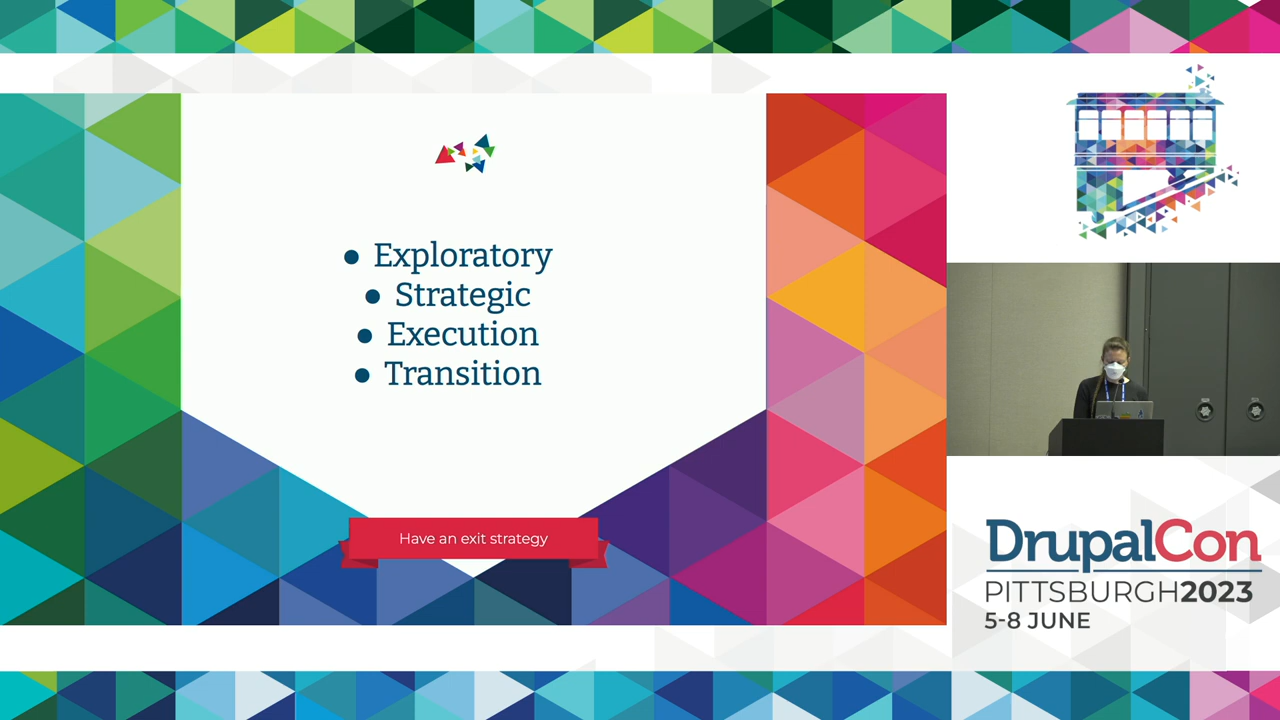 ● Exploratory
● Strategic
● Execution
● Transition
Have an exit strategy
DrupalCon
PITTSBURGH2023
5-8 JUNE